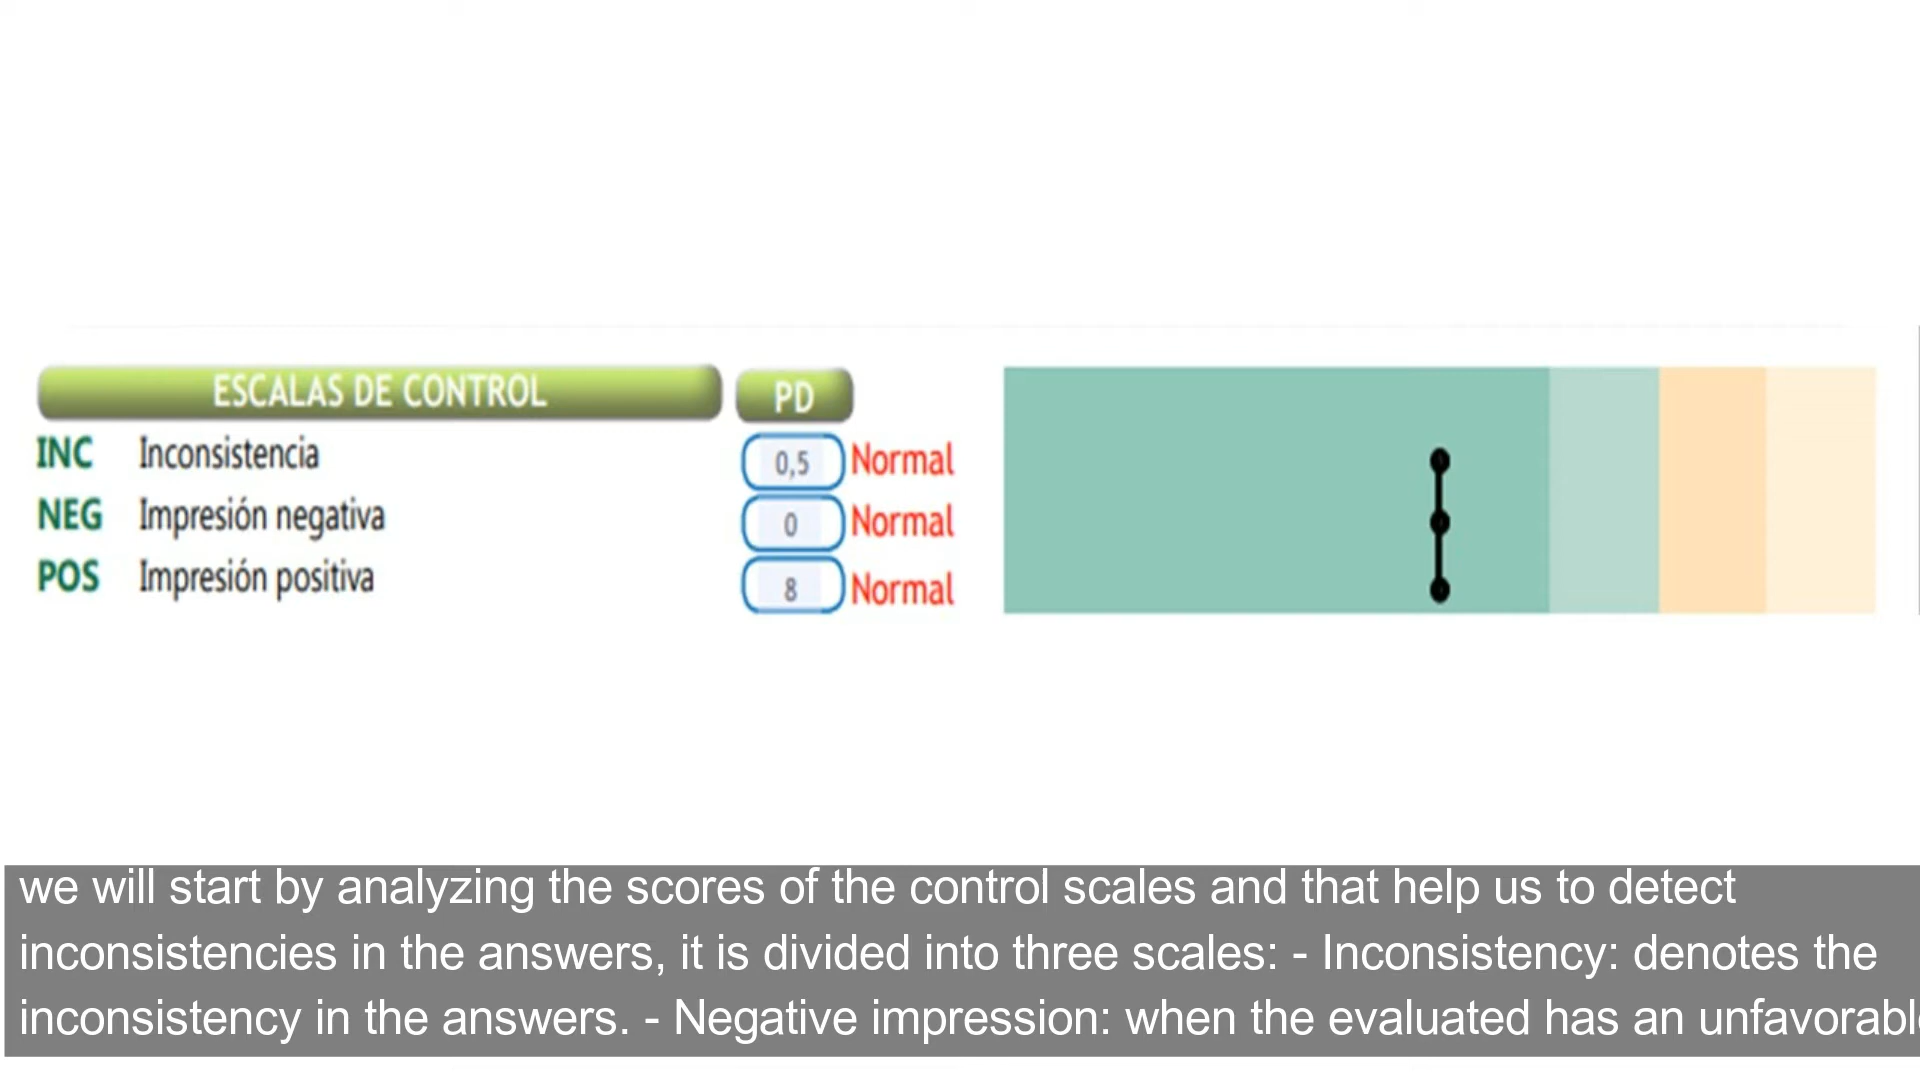 ESCALAS DE CONTROL PD
INC Inconsistencia 0,5 Normal
NEG Impresión negativa 0 Normal
POS Impresión positiva 8 Normal
we will start by analyzing the scores of the control scales and that help us to detect
inconsistencies in the answers, it is divided into three scales: - Inconsistency: denotes the
inconsistency in the answers. - Negative impression: when the evaluated has an unfavorabl